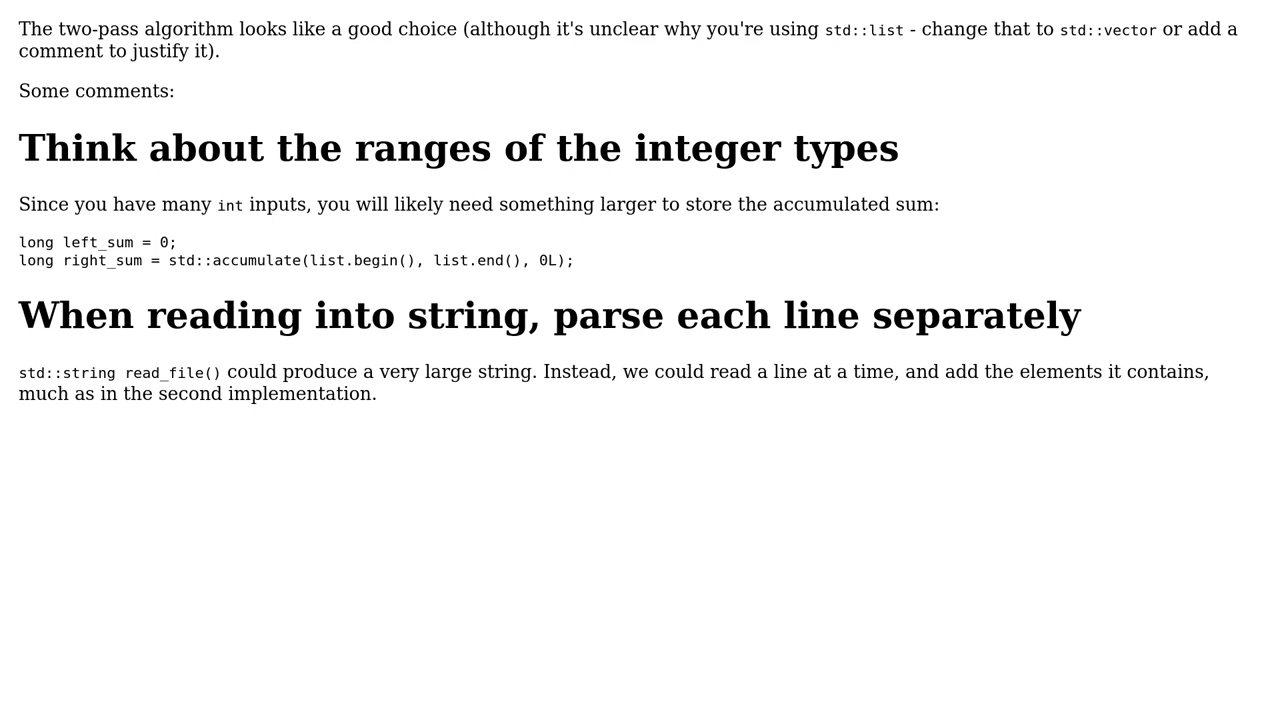 The two-pass algorithm looks like a good choice (although it's unclear why you're using std::list - change that to std::vector or add a
comment to justify it).
Some comments:
Think about the ranges of the integer types
Since you have many int inputs, you will likely need something larger to store the accumulated sum:
long left_sum = 0;
long right_sum = std::accumulate(list.begin(), list.end(), 0L);
When reading into string, parse each line separately
std::string read_file() could produce a very large string. Instead, we could read a line at a time, and add the elements it contains,
much as in the second implementation.